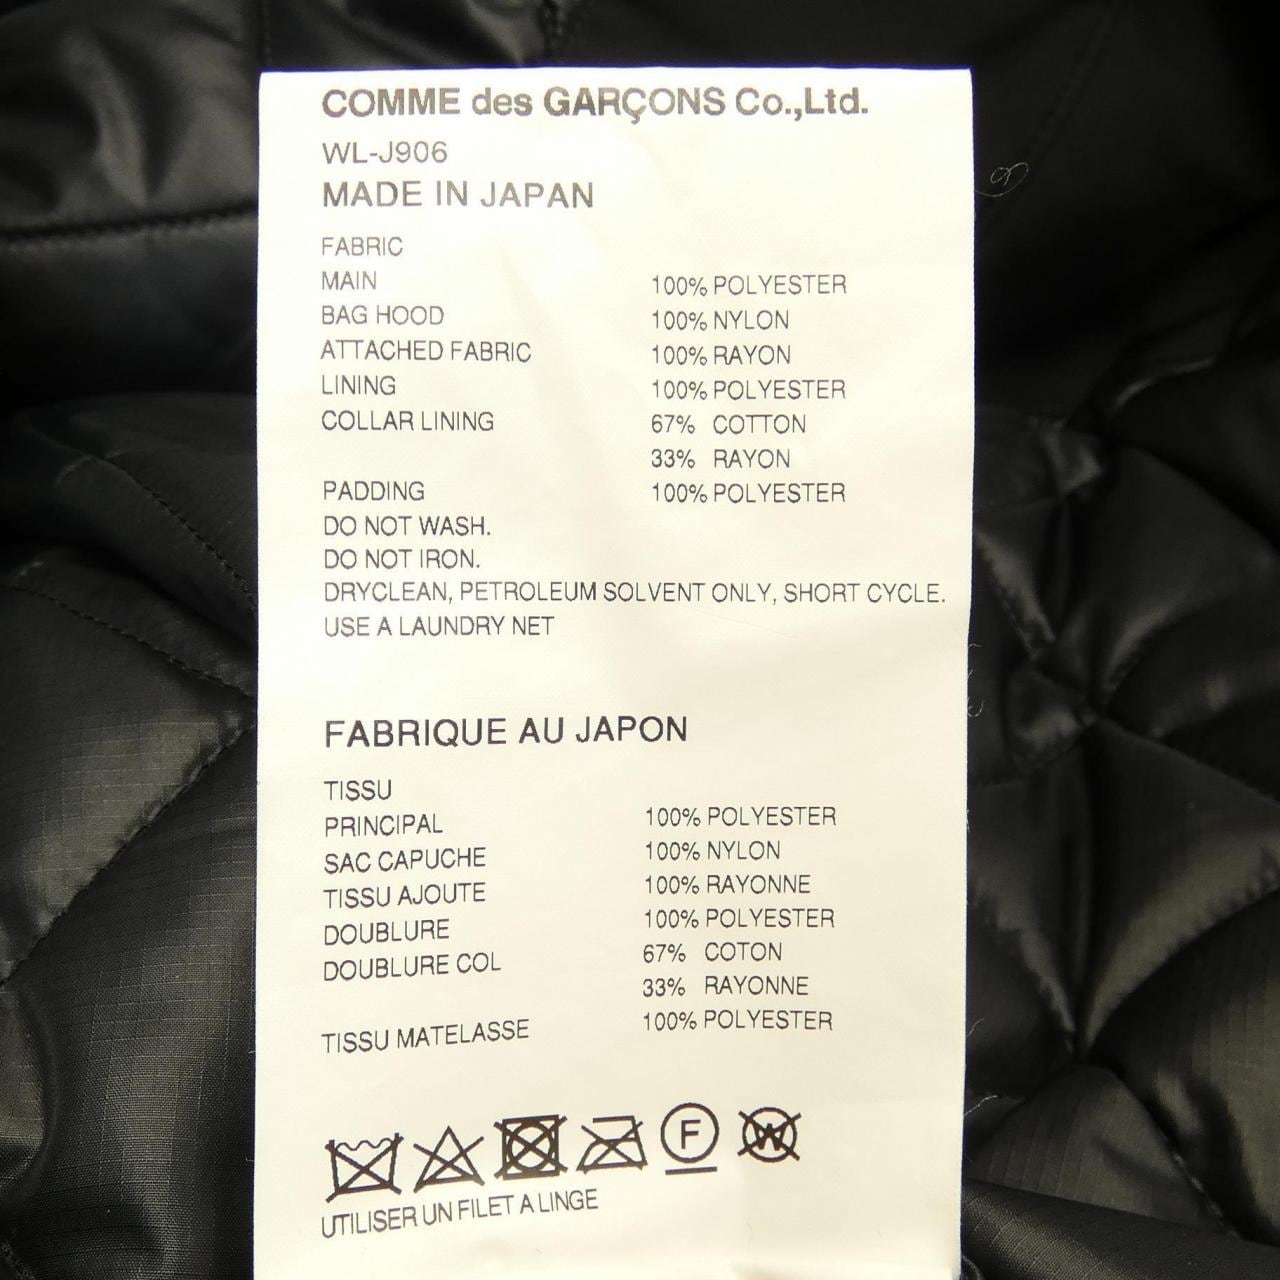 COMME des GARÇONS Co.,Ltd.
WL-J906
MADE IN JAPAN
FABRIC
MAIN 100% POLYESTER
BAG HOOD 100% NYLON
ATTACHED FABRIC 100% RAYON
LINING 100% POLYESTER
COLLAR LINING 67% COTTON
33% RAYON
PADDING 100% POLYESTER
DO NOT WASH.
DO NOT IRON.
DRYCLEAN, PETROLEUM SOLVENT ONLY, SHORT CYCLE.
USE A LAUNDRY NET
FABRIQUE AU JAPON
TISSU
PRINCIPAL 100% POLYESTER
SAC CAPUCHE 100% NYLON
TISSU AJOUTE 100% RAYONNE
DOUBLURE 100% POLYESTER
DOUBLURE COL 67% COTON
33% RAYONNE
TISSU MATELASSE 100% POLYESTER
F W
UTILISER UN FILET A LINGE